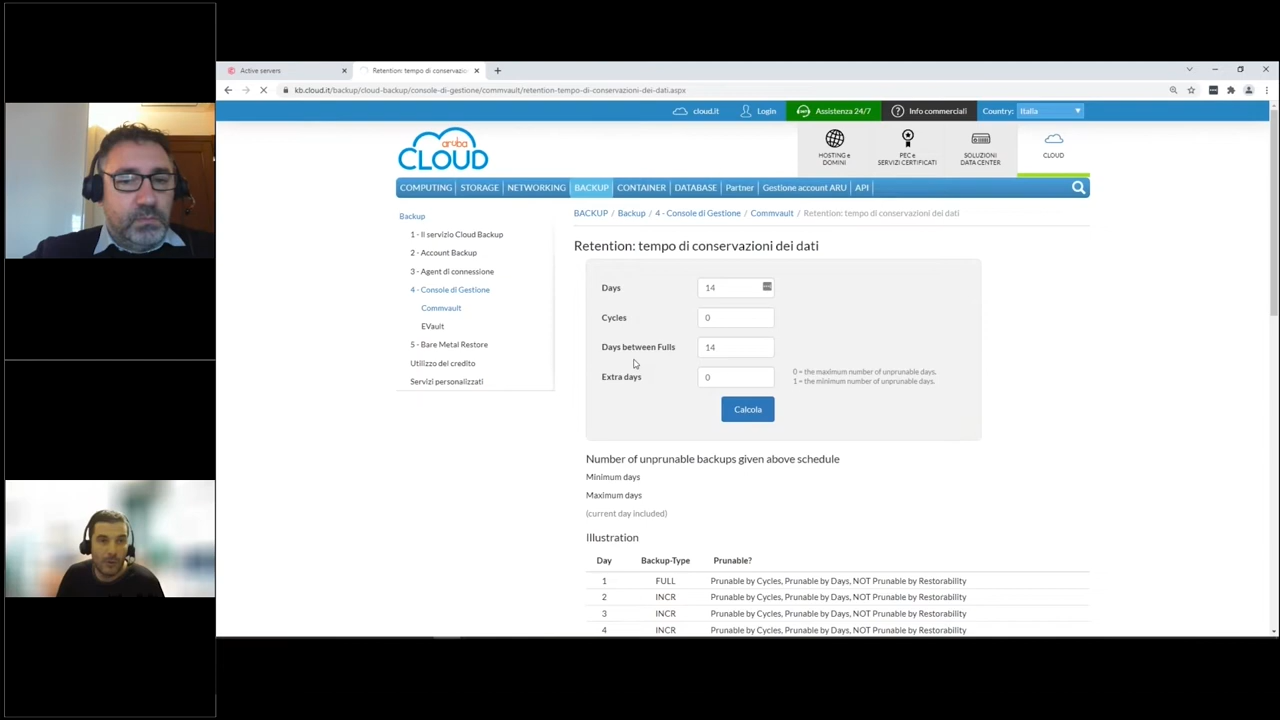 Active servers
Retention: tempo di conservazio
kb.cloud.it/backup/cloud-backup/console-di-gestione/commvault/retention-tempo-di-conservazioni-dei-dati.aspx
cloud.it
Login
Assistenza 24/7
Info commerciali
Country:
Italia
aruba
CLOUD
HOSTING e
DOMINI
PEC e
SERVIZI CERTIFICATI
SOLUZIONI
DATA CENTER
CLOUD
COMPUTING
STORAGE
NETWORKING
BACKUP
CONTAINER
DATABASE
Partner
Gestione account ARU
API
Backup
1 - Il servizio Cloud Backup
2 - Account Backup
3 - Agent di connessione
4 - Console di Gestione
Commvault
EVault
5 - Bare Metal Restore
Utilizzo del credito
Servizi personalizzati
BACKUP / Backup / 4 - Console di Gestione / Commvault / Retention: tempo di conservazioni dei dati
Retention: tempo di conservazioni dei dati
Days 14
Cycles 0
Days between Fulls 14
Extra days 0
0 = the maximum number of unprunable days.
1 = the minimum number of unprunable days.
Calcola
Number of unprunable backups given above schedule
Minimum days
Maximum days
(current day included)
Illustration
Day Backup-Type Prunable?
1 FULL Prunable by Cycles, Prunable by Days, NOT Prunable by Restorability
2 INCR Prunable by Cycles, Prunable by Days, NOT Prunable by Restorability
3 INCR Prunable by Cycles, Prunable by Days, NOT Prunable by Restorability
4 INCR Prunable by Cycles, Prunable by Days, NOT Prunable by Restorability